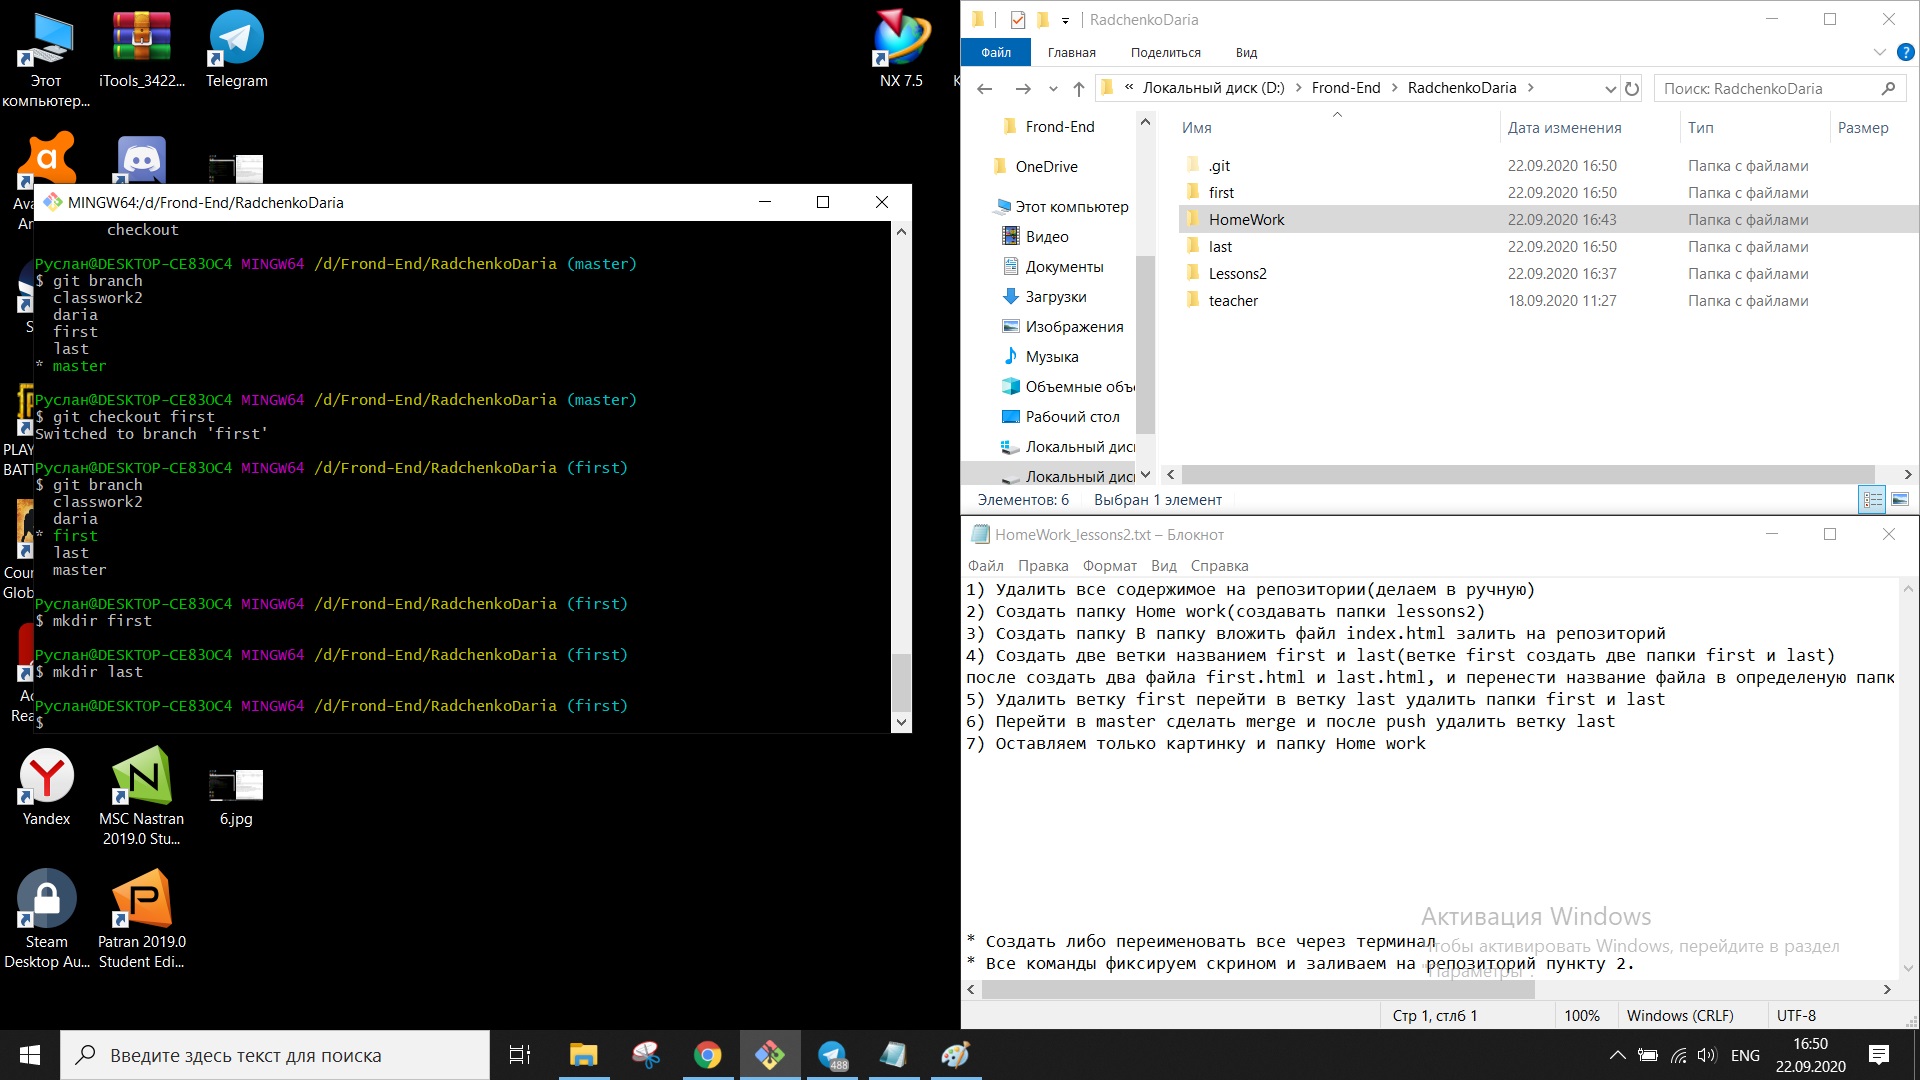 Этот
компьютер...
iTools_3422...
Telegram
NX 7.5
MINGW64:/d/Frond-End/RadchenkoDaria
checkout
Руслан@DESKTOP-CE83OC4 MINGW64 /d/Frond-End/RadchenkoDaria (master)
$ git branch
classwork2
daria
first
last
* master
Руслан@DESKTOP-CE83OC4 MINGW64 /d/Frond-End/RadchenkoDaria (master)
$ git checkout first
Switched to branch 'first'
Руслан@DESKTOP-CE83OC4 MINGW64 /d/Frond-End/RadchenkoDaria (first)
$ git branch
classwork2
daria
* first
last
master
Руслан@DESKTOP-CE83OC4 MINGW64 /d/Frond-End/RadchenkoDaria (first)
$ mkdir first
Руслан@DESKTOP-CE83OC4 MINGW64 /d/Frond-End/RadchenkoDaria (first)
$ mkdir last
Руслан@DESKTOP-CE83OC4 MINGW64 /d/Frond-End/RadchenkoDaria (first)
$
Yandex
MSC Nastran
2019.0 Stu...
6.jpg
Steam
Desktop Au...
Patran 2019.0
Student Edi...
RadchenkoDaria
Файл Главная Поделиться Вид
« Локальный диск (D:) > Frond-End > RadchenkoDaria >
Поиск: RadchenkoDaria
Frond-End
OneDrive
Этот компьютер
Видео
Документы
Загрузки
Изображения
Музыка
Объемные объ
Рабочий стол
Локальный дис
Локальный дис
Имя Дата изменения Тип Размер
.git 22.09.2020 16:50 Папка с файлами
first 22.09.2020 16:50 Папка с файлами
HomeWork 22.09.2020 16:43 Папка с файлами
last 22.09.2020 16:50 Папка с файлами
Lessons2 22.09.2020 16:37 Папка с файлами
teacher 18.09.2020 11:27 Папка с файлами
Элементов: 6 Выбран 1 элемент
HomeWork_lessons2.txt – Блокнот
Файл Правка Формат Вид Справка
1) Удалить все содержимое на репозитории(делаем в ручную)
2) Создать папку Home work(создавать папки lessons2)
3) Создать папку В папку вложить файл index.html залить на репозиторий
4) Создать две ветки названием first и last(ветке first создать две папки first и last)
после создать два файла first.html и last.html, и перенести название файла в определеную папк
5) Удалить ветку first перейти в ветку last удалить папки first и last
6) Перейти в master сделать merge и после push удалить ветку last
7) Оставляем только картинку и папку Home work
Активация Windows
Чтобы активировать Windows, перейдите в раздел
"Параметры".
* Создать либо переименовать все через терминал
* Все команды фиксируем скрином и заливаем на репозиторий пункту 2.
Стр 1, стлб 1 100% Windows (CRLF) UTF-8
Введите здесь текст для поиска
488
ENG
16:50
22.09.2020